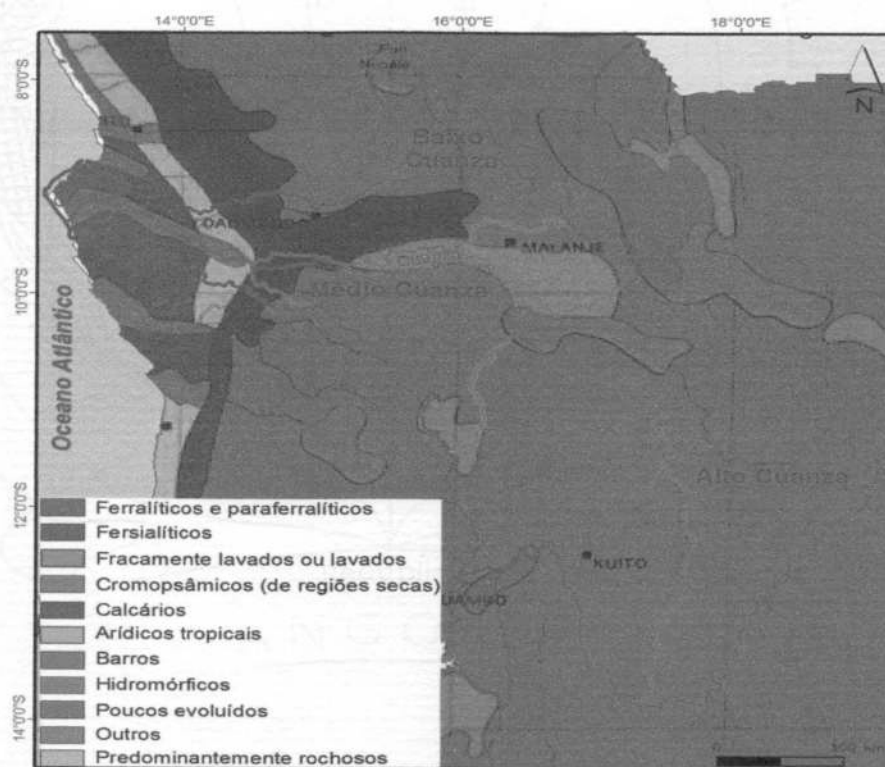 14°0'0"E
16°0'0"E
18°0'0"E
8°0'0"S
N
Baixo
Cuanza
MALANJE
10°0'0"S
Médio Cuanza
Oceano Atlântico
Alto Cuanza
12°0'0"S
KUITO
14°0'0"S
Ferralíticos e paraferralíticos
Fersialíticos
Fracamente lavados ou lavados
Cromopsâmicos (de regiões secas)
Calcários
Arídicos tropicais
Barros
Hidromórficos
Poucos evoluídos
Outros
Predominantemente rochosos
0